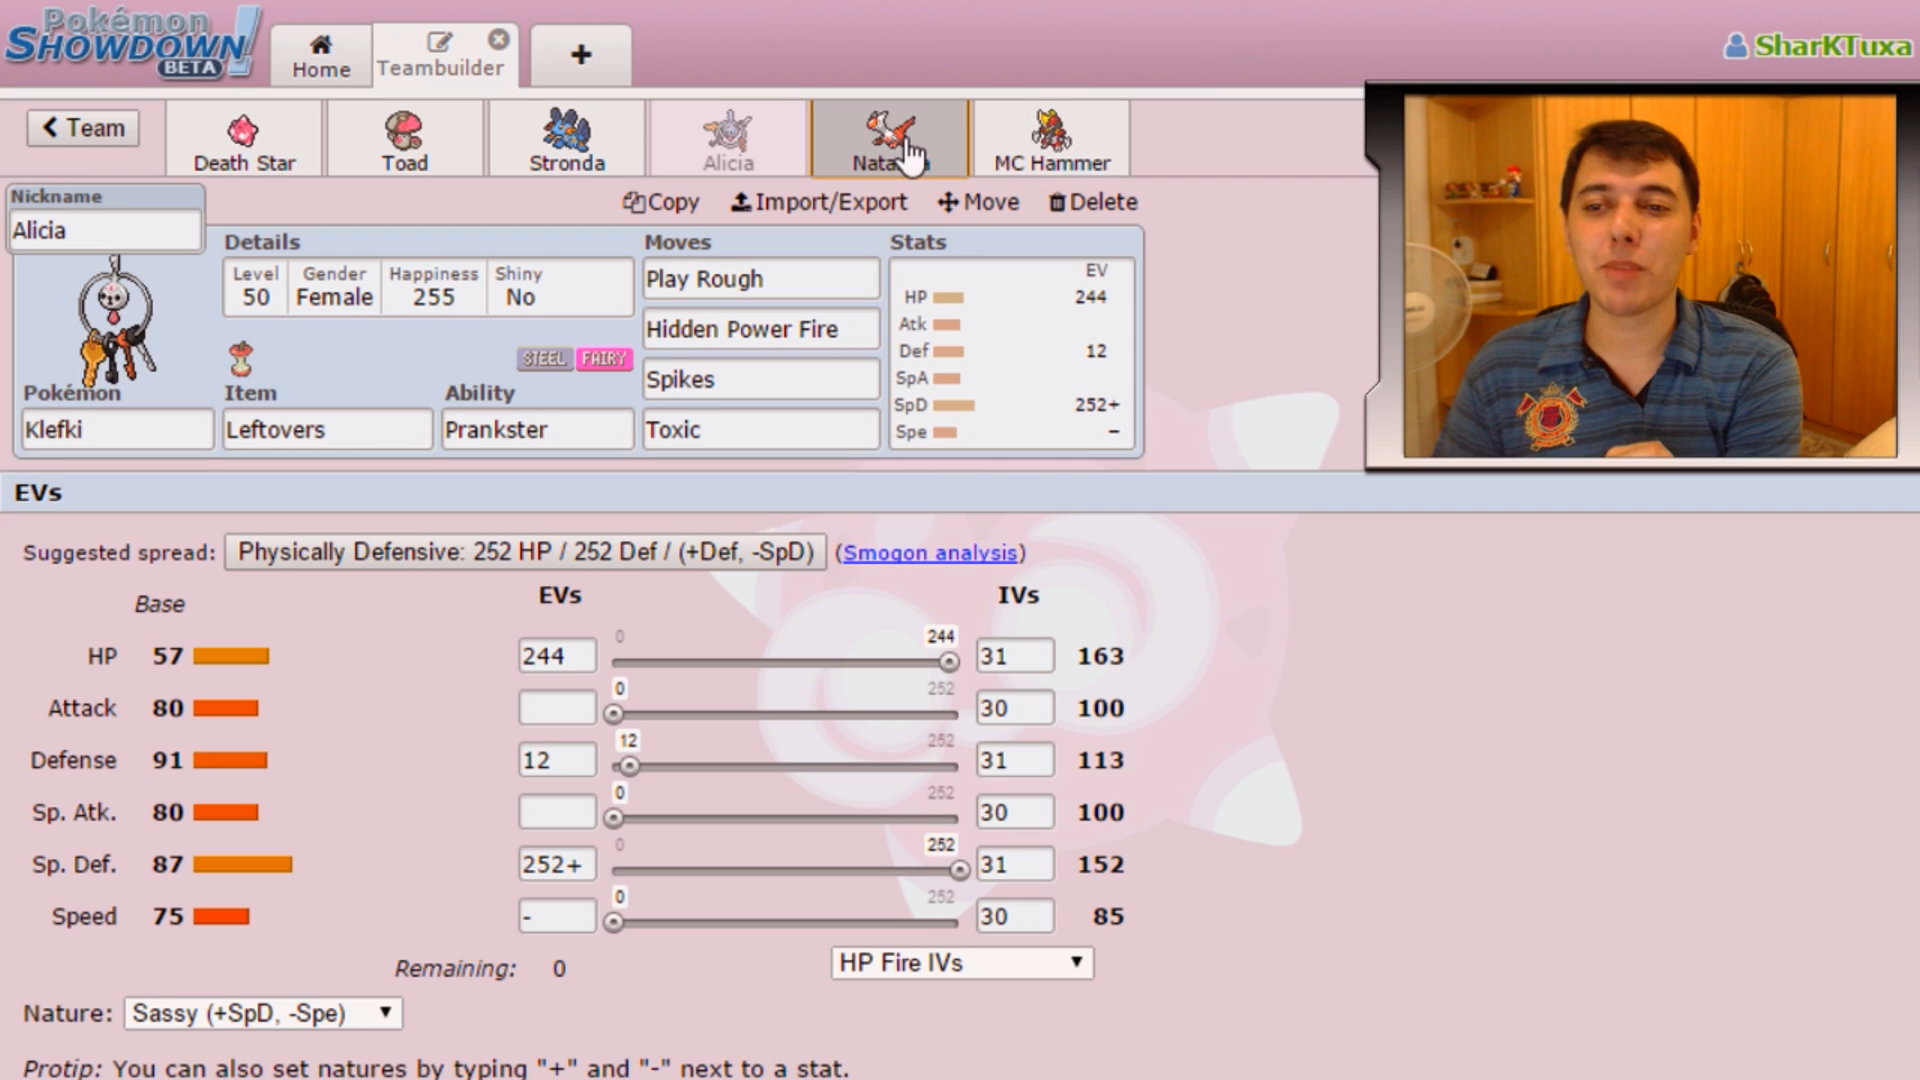 Pokémon
SHOWDOWN!
BETA
Home
Teambuilder
+
SharKTuxa
Team
Death Star
Toad
Stronda
Alicia
MC Hammer
Nickname
Alicia
Copy
Import/Export
Move
Delete
Details
Level
50
Gender
Female
Happiness
255
Shiny
No
STEEL FAIRY
Pokémon
Klefki
Item
Leftovers
Ability
Prankster
Moves
Play Rough
Hidden Power Fire
Spikes
Toxic
Stats
EV
HP 244
Atk
Def 12
SpA
SpD 252+
Spe −
EVs
Suggested spread: Physically Defensive: 252 HP / 252 Def / (+Def, -SpD) (Smogon analysis)
Base EVs IVs
HP 57 244 0 244 31 163
Attack 80 0 252 30 100
Defense 91 12 12 252 31 113
Sp. Atk. 80 0 252 30 100
Sp. Def. 87 252+ 0 252 31 152
Speed 75 - 0 252 30 85
Remaining: 0 HP Fire IVs
Nature: Sassy (+SpD, -Spe)
Protip: You can also set natures by typing "+" and "-" next to a stat.